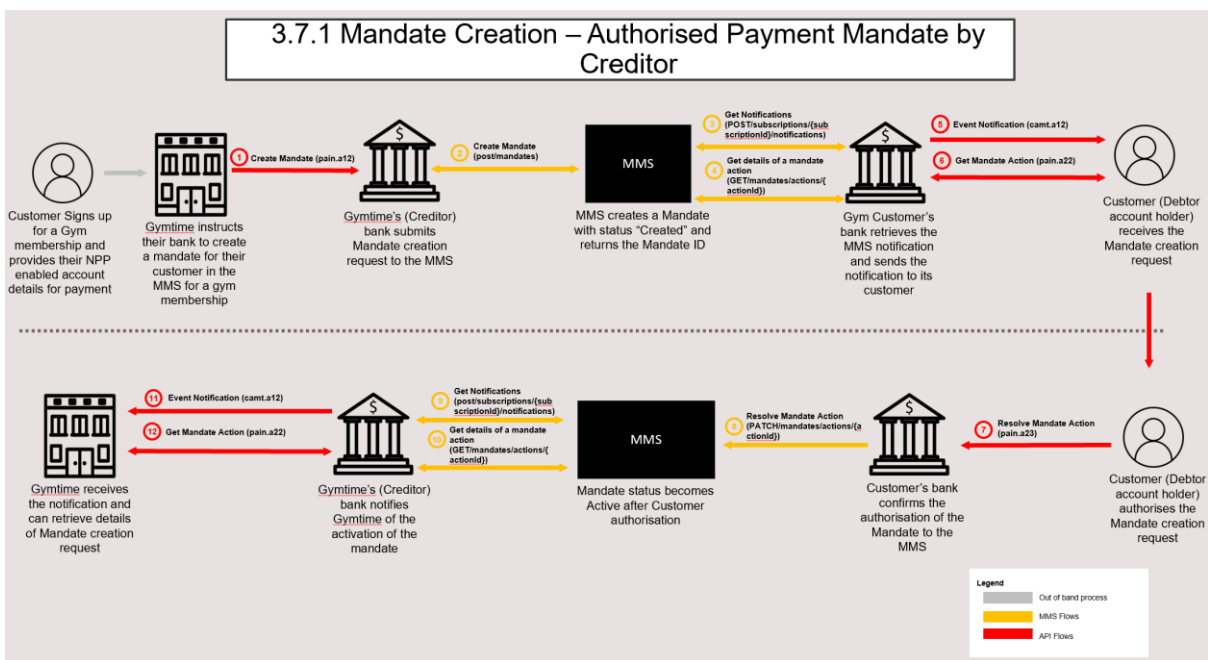 3.7.1 Mandate Creation – Authorised Payment Mandate by
Creditor
1 Create Mandate (pain.a12)
2 Create Mandate
(post/mandates)
3 Get Notifications
(POST/subscriptions/{sub
scriptionId}/notifications)
4 Get details of a mandate
action
(GET/mandates/actions/{
actionId})
5 Event Notification (camt.a12)
6 Get Mandate Action (pain.a22)
$
MMS
$
Customer Signs up
for a Gym
membership and
provides their NPP
enabled account
details for payment
Gymtime instructs
their bank to create
a mandate for their
customer in the
MMS for a gym
membership
Gymtime's (Creditor)
bank submits
Mandate creation
request to the MMS
MMS creates a Mandate
with status “Created” and
returns the Mandate ID
Gym Customer's
bank retrieves the
MMS notification
and sends the
notification to its
customer
Customer (Debtor
account holder)
receives the
Mandate creation
request
11 Event Notification (camt.a12)
12 Get Mandate Action (pain.a22)
9 Get Notifications
(post/subscriptions/{sub
scriptionId}/notifications)
10 Get details of a mandate
action
(GET/mandates/actions/{
actionId})
8 Resolve Mandate Action
(PATCH/mandates/actions/{a
ctionId})
7 Resolve Mandate Action
(pain.a23)
$
MMS
$
Gymtime receives
the notification and
can retrieve details
of Mandate creation
request
Gymtime's (Creditor)
bank notifies
Gymtime of the
activation of the
mandate
Mandate status becomes
Active after Customer
authorisation
Customer's bank
confirms the
authorisation of the
Mandate to the
MMS
Customer (Debtor
account holder)
authorises the
Mandate creation
request
Legend
Out of band process
MMS Flows
API Flows